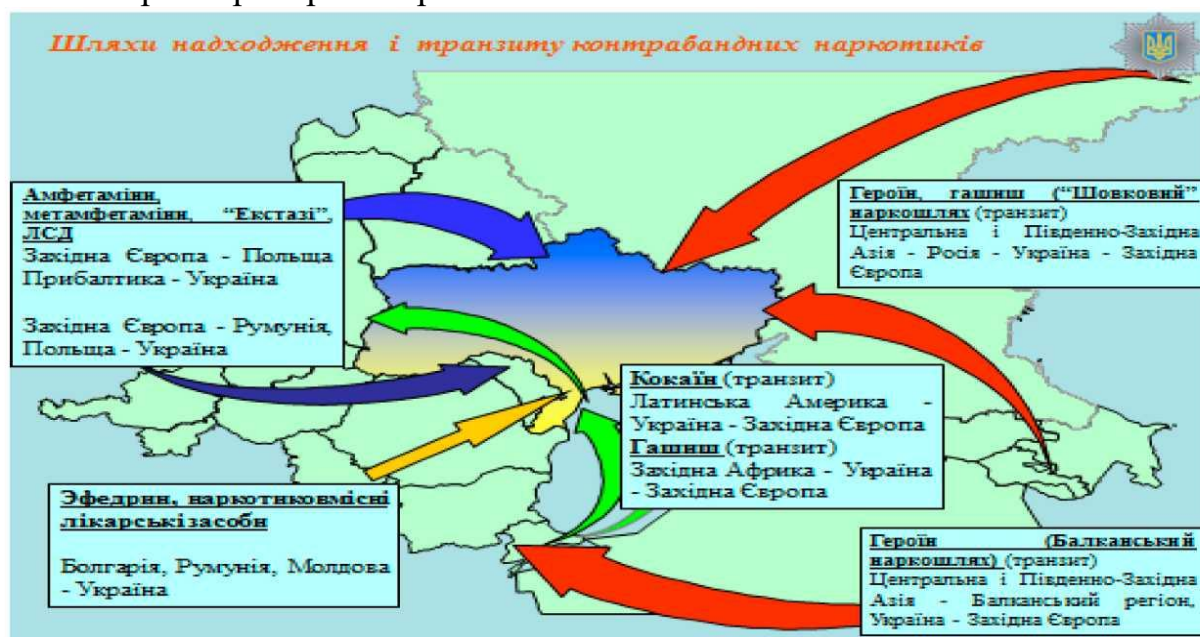 Шляхи надходження і транзиту контрабандних наркотиків
Амфетаміни,
метамфетаміни, “Екстазі”,
ЛСД
Західна Європа - Польща
Прибалтика - Україна
Західна Європа - Румунія,
Польща - Україна
Героїн, гашиш (“Шовковий”
наркошлях (транзит)
Центральна і Південно-Західна
Азія - Росія - Україна - Західна
Європа
Кокаїн (транзит)
Латинська Америка -
Україна - Західна Європа
Гашиш (транзит)
Західна Африка - Україна
- Західна Європа
Эфедрин, наркотиковмісні
лікарські засоби
Болгарія, Румунія, Молдова
- Україна
Героїн (Балканський
наркошлях) (транзит)
Центральна і Південно-Західна
Азія - Балканський регіон,
Україна - Західна Європа